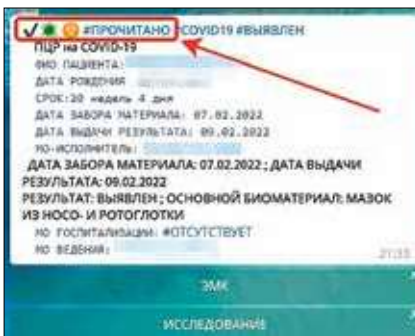 #ПРОЧИТАНО #COVID19 #ВЫЯВЛЕН
ПЦР на COVID-19
ФИО ПАЦИЕНТА:
ДАТА РОЖДЕНИЯ
СРОК: 20 недель 4 дня
ДАТА ЗАБОРА МАТЕРИАЛА: 07.02.2022
ДАТА ВЫДАЧИ РЕЗУЛЬТАТА: 09.02.2022
МО-ИСПОЛНИТЕЛЬ:
ДАТА ЗАБОРА МАТЕРИАЛА: 07.02.2022 ; ДАТА ВЫДАЧИ
РЕЗУЛЬТАТА: 09.02.2022
РЕЗУЛЬТАТ: ВЫЯВЛЕН ; ОСНОВНОЙ БИОМАТЕРИАЛ: МАЗОК
ИЗ НОСО- И РОТОГЛОТКИ
МО ГОСПИТАЛИЗАЦИИ: #ОТСУТСТВУЕТ
МО ВЕДЕНИЯ:
21:35
ЭМК
ИССЛЕДОВАНИЕ